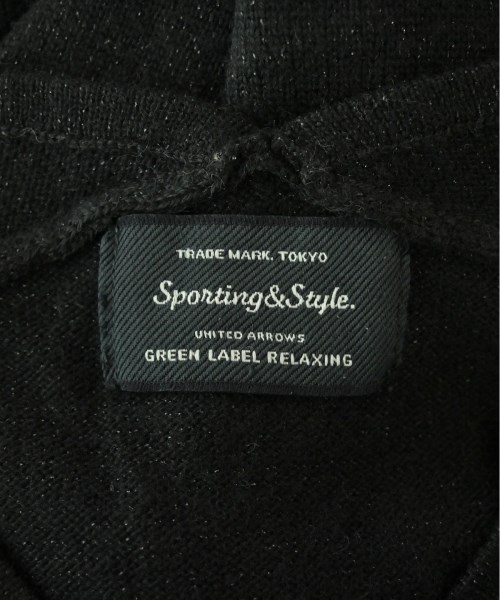 TRADE MARK. TOKYO
Sporting&Style.
UNITED ARROWS
GREEN LABEL RELAXING